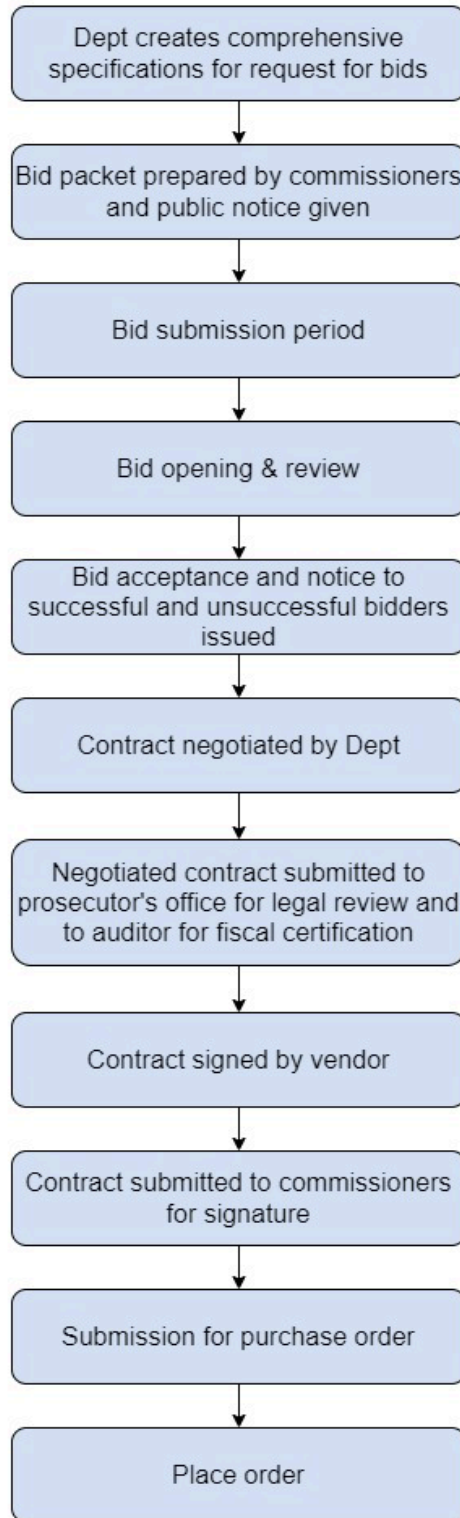 Dept creates comprehensive
specifications for request for bids
Bid packet prepared by commissioners
and public notice given
Bid submission period
Bid opening & review
Bid acceptance and notice to
successful and unsuccessful bidders
issued
Contract negotiated by Dept
Negotiated contract submitted to
prosecutor's office for legal review and
to auditor for fiscal certification
Contract signed by vendor
Contract submitted to commissioners
for signature
Submission for purchase order
Place order